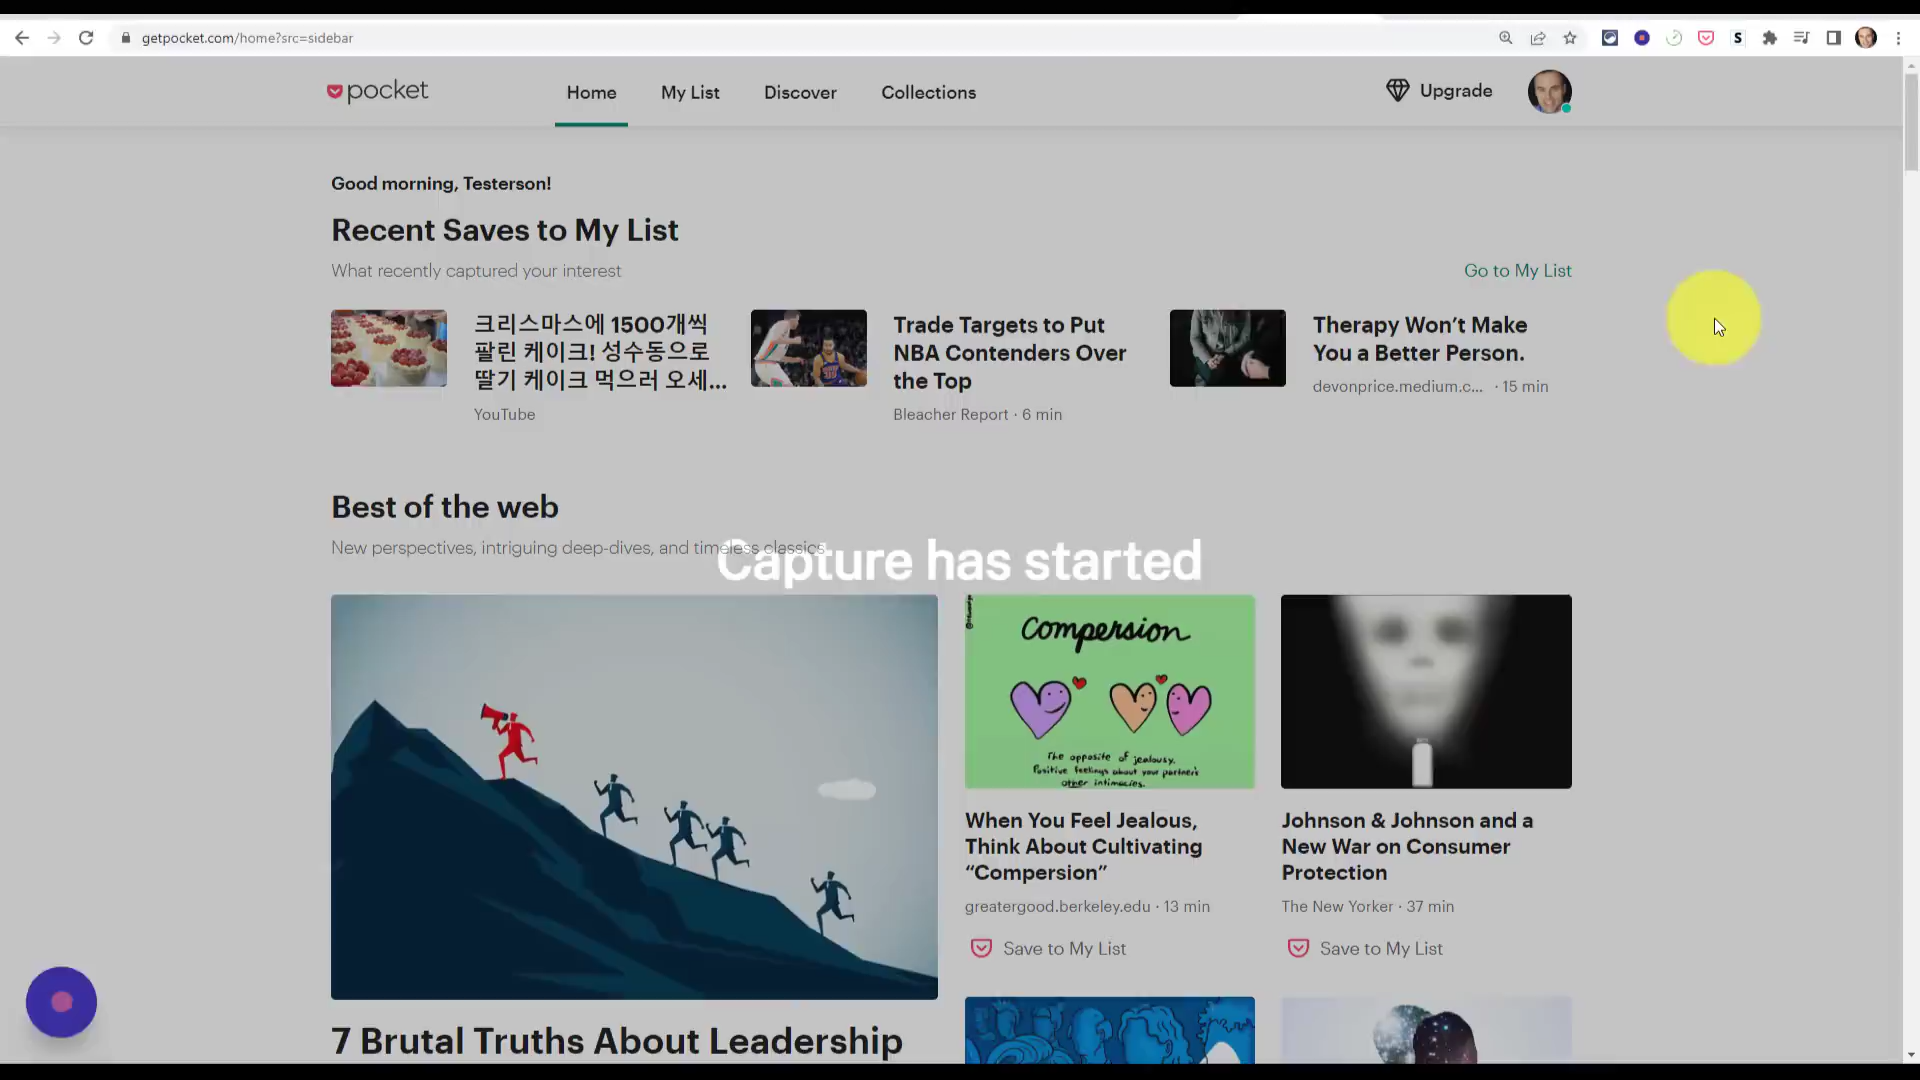 getpocket.com/home?src=sidebar
pocket
Home
My List
Discover
Collections
Upgrade
Good morning, Testerson!
Recent Saves to My List
What recently captured your interest
Go to My List
크리스마스에 1500개씩
팔린 케이크! 성수동으로
딸기 케이크 먹으러 오세...
YouTube
Trade Targets to Put
NBA Contenders Over
the Top
Bleacher Report · 6 min
Therapy Won’t Make
You a Better Person.
devonprice.medium.c... · 15 min
Best of the web
New perspectives, intriguing deep-dives, and timeless classics
Capture has started
Compersion
The opposite of jealousy.
Positive feelings about your partner's
other intimacies.
When You Feel Jealous,
Think About Cultivating
“Compersion”
greatergood.berkeley.edu · 13 min
Save to My List
Johnson & Johnson and a
New War on Consumer
Protection
The New Yorker · 37 min
Save to My List
7 Brutal Truths About Leadership